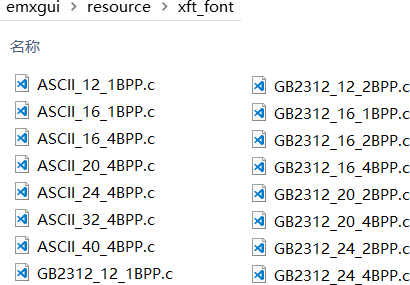 emxgui > resource > xft_font
名称
ASCII_12_1BPP.c
ASCII_16_1BPP.c
ASCII_16_4BPP.c
ASCII_20_4BPP.c
ASCII_24_4BPP.c
ASCII_32_4BPP.c
ASCII_40_4BPP.c
GB2312_12_1BPP.c
GB2312_12_2BPP.c
GB2312_16_1BPP.c
GB2312_16_2BPP.c
GB2312_16_4BPP.c
GB2312_20_2BPP.c
GB2312_20_4BPP.c
GB2312_24_2BPP.c
GB2312_24_4BPP.c